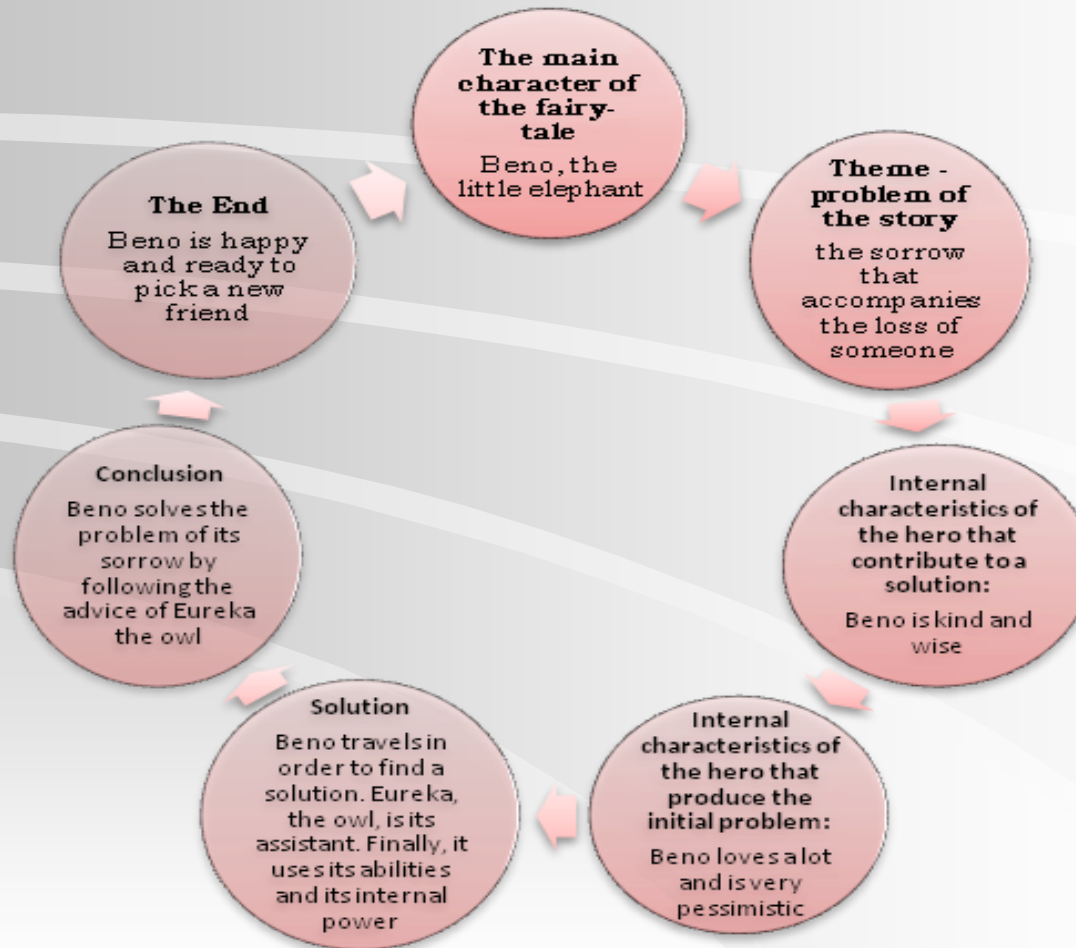 The main
character of
the fairy-
tale
Beno, the
little elephant
Theme -
problem of
the story
the sorrow
that
accompanies
the loss of
someone
Internal
characteristics of
the hero that
contribute to a
solution:
Beno is kind and
wise
Internal
characteristics of
the hero that
produce the
initial problem:
Beno loves a lot
and is very
pessimistic
Solution
Beno travels in
order to find a
solution. Eureka,
the owl, is its
assistant. Finally, it
uses its abilities
and its internal
power
Conclusion
Beno solves the
problem of its
sorrow by
following the
advice of Eureka
the owl
The End
Beno is happy
and ready to
pick a new
friend